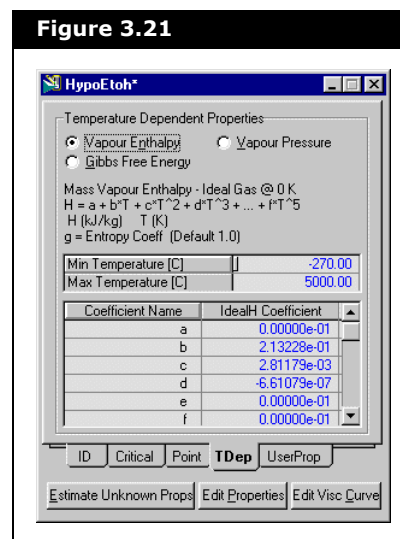 Figure 3.21
HypoEtoh*
Temperature Dependent Properties
Vapour Enthalpy Vapour Pressure
Gibbs Free Energy
Mass Vapour Enthalpy - Ideal Gas @ 0 K
H = a + b*T + c*T^2 + d*T^3 + ... + f*T^5
H (kJ/kg) T (K)
g = Entropy Coeff (Default 1.0)
Min Temperature [C] -270.00
Max Temperature [C] 5000.00
Coefficient Name IdealH Coefficient
a 0.00000e-01
b 2.13228e-01
c 2.81179e-03
d -6.61079e-07
e 0.00000e-01
f 0.00000e-01
ID Critical Point TDep UserProp
Estimate Unknown Props Edit Properties Edit Visc Curve